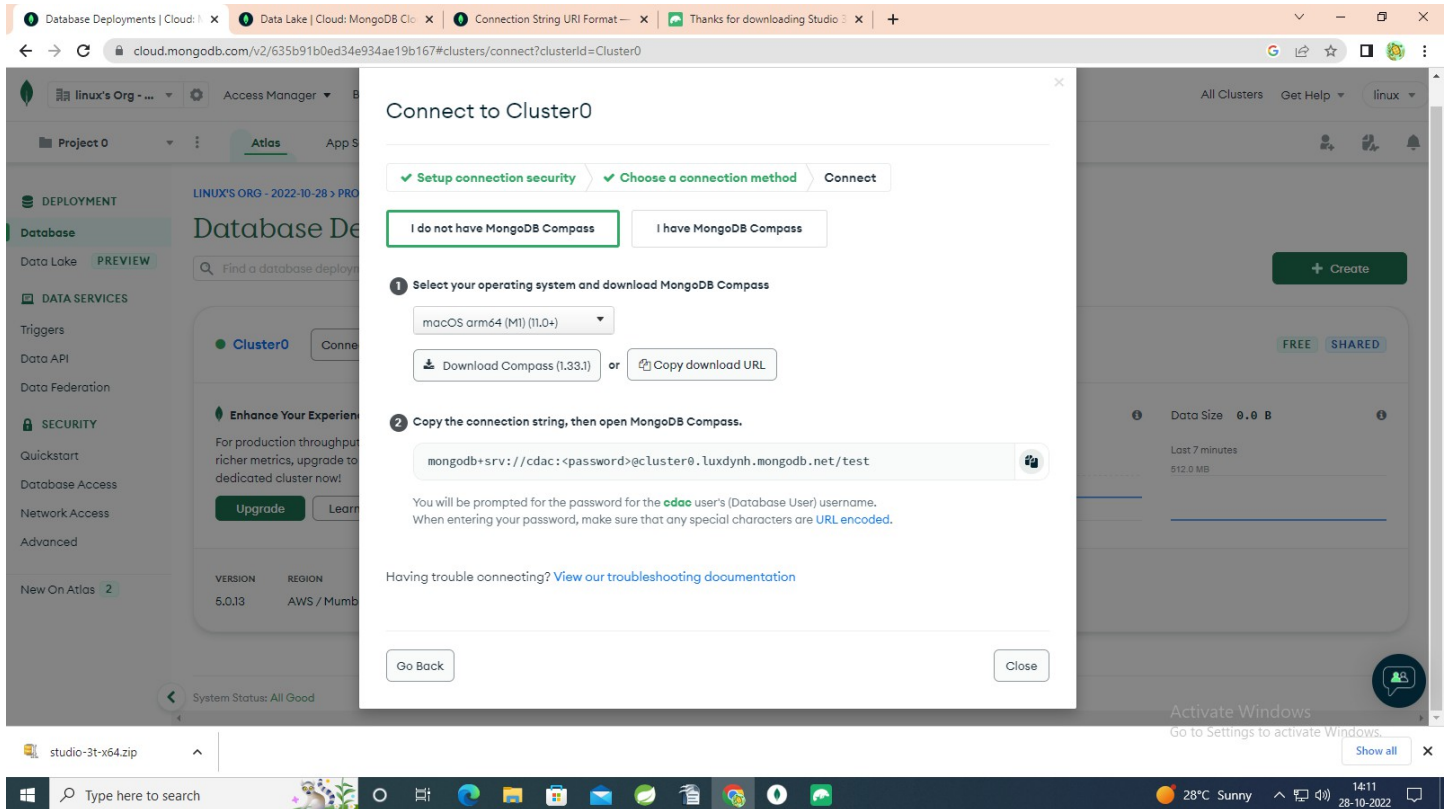 Database Deployments | Cloud: M
Data Lake | Cloud: MongoDB Clo
Connection String URI Format —
Thanks for downloading Studio 3
cloud.mongodb.com/v2/635b91b0ed34e934ae19b167#clusters/connect?clusterId=Cluster0
linux's Org - ...
Access Manager
B
All Clusters
Get Help
linux
Project 0
Atlas
App S
DEPLOYMENT
Database
Data Lake PREVIEW
DATA SERVICES
Triggers
Data API
Data Federation
SECURITY
Quickstart
Database Access
Network Access
Advanced
New On Atlas 2
LINUX'S ORG - 2022-10-28 > PRO
Database De
Find a database deploym
+ Create
Cluster0
Conne
FREE SHARED
Enhance Your Experien
For production throughput
richer metrics, upgrade to
dedicated cluster now!
Upgrade
Learn
Data Size 0.0 B
Last 7 minutes
512.0 MB
VERSION REGION
5.0.13 AWS / Mumb
System Status: All Good
Connect to Cluster0
Setup connection security
Choose a connection method
Connect
I do not have MongoDB Compass
I have MongoDB Compass
1 Select your operating system and download MongoDB Compass
macOS arm64 (M1) (11.0+)
Download Compass (1.33.1) or Copy download URL
2 Copy the connection string, then open MongoDB Compass.
mongodb+srv://cdac:<password>@cluster0.luxdynh.mongodb.net/test
You will be prompted for the password for the cdac user's (Database User) username.
When entering your password, make sure that any special characters are URL encoded.
Having trouble connecting? View our troubleshooting documentation
Go Back
Close
Activate Windows
Go to Settings to activate Windows.
studio-3t-x64.zip
Show all
Type here to search
28°C Sunny
14:11
28-10-2022